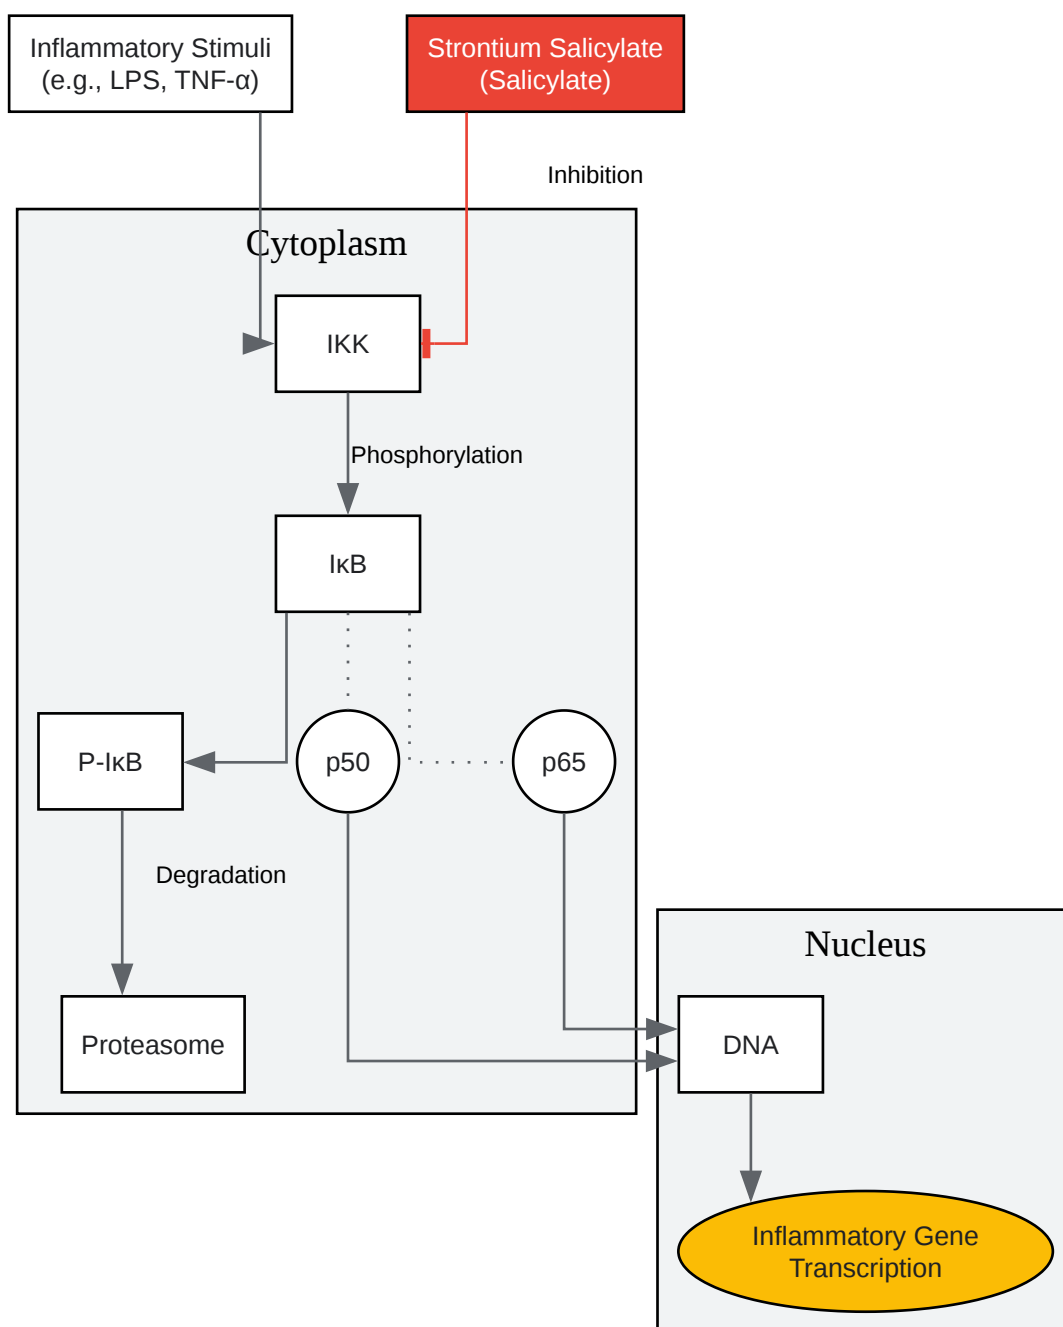 Inflammatory Stimuli
(e.g., LPS, TNF-α)
Strontium Salicylate
(Salicylate)
Inhibition
Cytoplasm
IKK
Phosphorylation
IκB
P-IκB
p50
p65
Degradation
Nucleus
Proteasome
DNA
Inflammatory Gene
Transcription